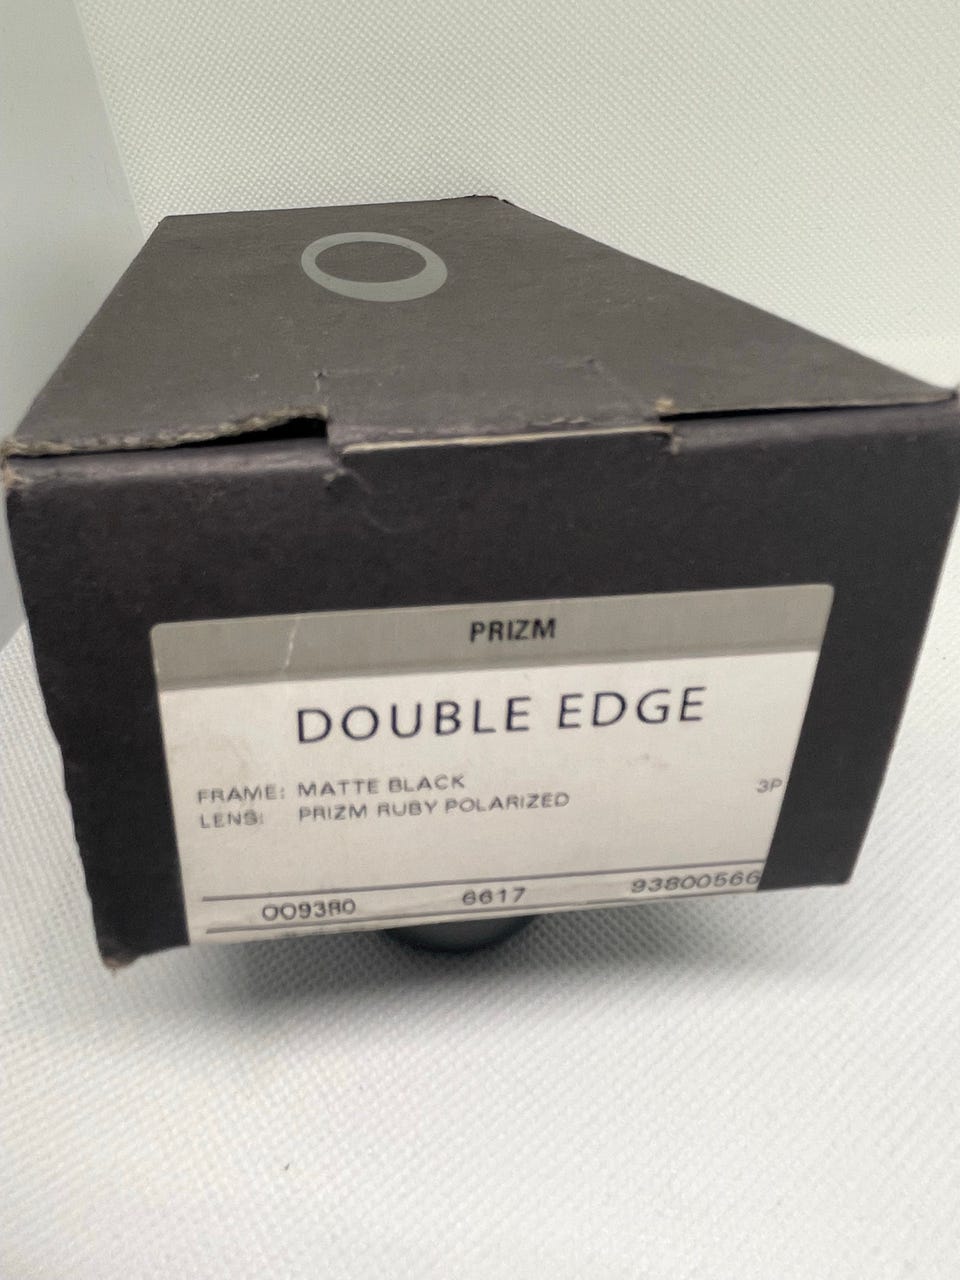 PRIZM
DOUBLE EDGE
FRAME: MATTE BLACK 3P
LENS: PRIZM RUBY POLARIZED
OO9380 6617 93800566